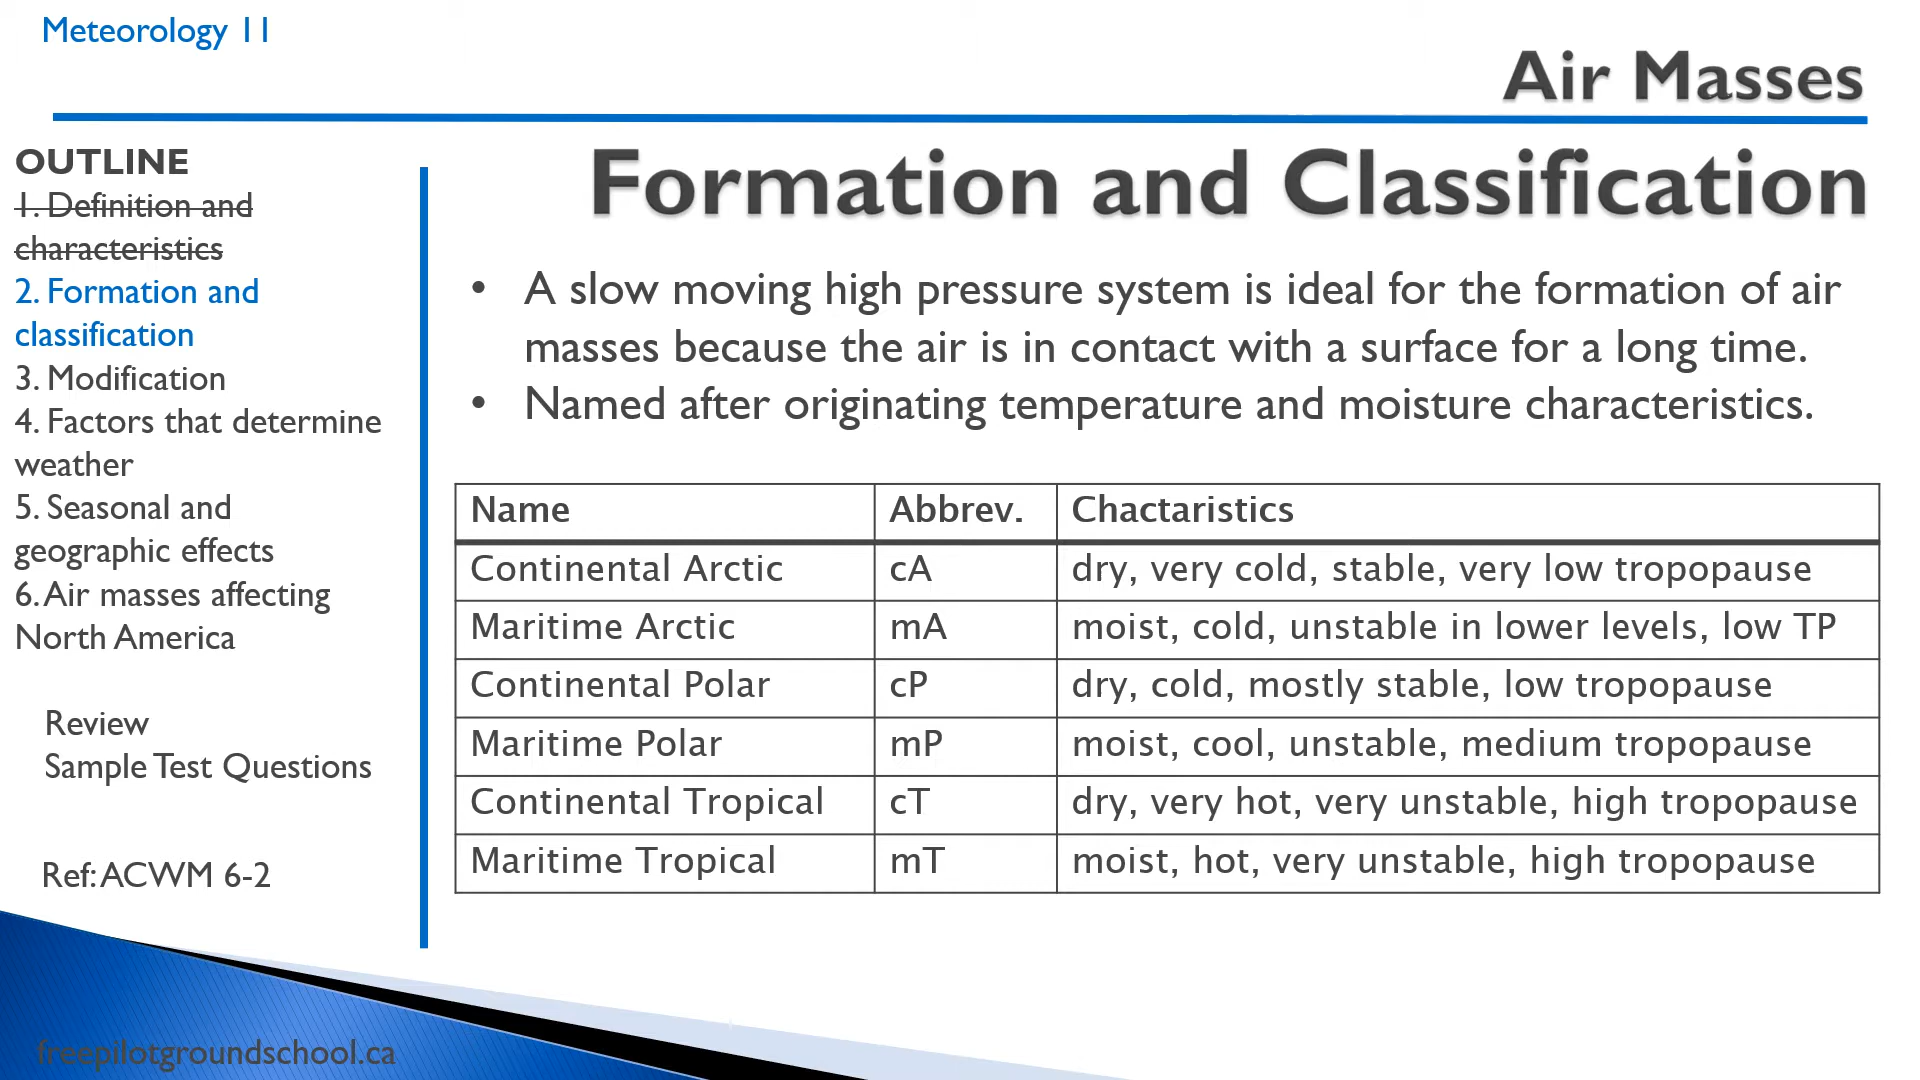 Meteorology 11
Air Masses
OUTLINE
1. Definition and
characteristics
2. Formation and
classification
3. Modification
4. Factors that determine
weather
5. Seasonal and
geographic effects
6. Air masses affecting
North America
Review
Sample Test Questions
Ref: ACWM 6-2
freepilotgroundschool.ca
Formation and Classification
• A slow moving high pressure system is ideal for the formation of air
masses because the air is in contact with a surface for a long time.
• Named after originating temperature and moisture characteristics.
Name Abbrev. Chactaristics
Continental Arctic cA dry, very cold, stable, very low tropopause
Maritime Arctic mA moist, cold, unstable in lower levels, low TP
Continental Polar cP dry, cold, mostly stable, low tropopause
Maritime Polar mP moist, cool, unstable, medium tropopause
Continental Tropical cT dry, very hot, very unstable, high tropopause
Maritime Tropical mT moist, hot, very unstable, high tropopause